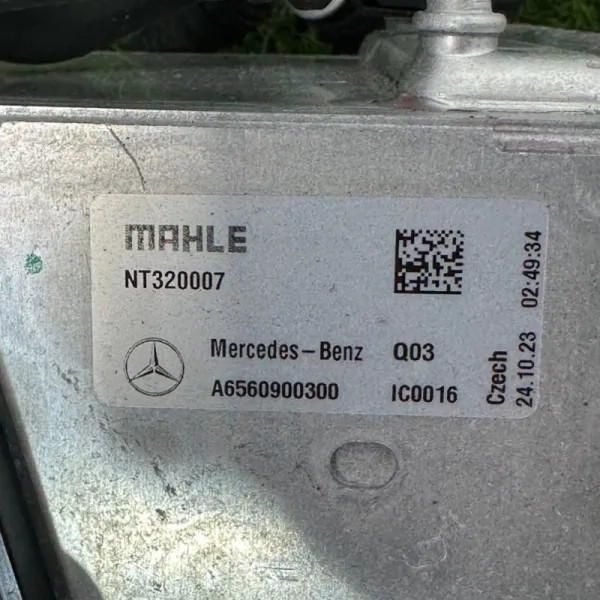 MAHLE
NT320007
Mercedes-Benz Q03
A6560900300 IC0016
Czech
24.10.23 02:49:34